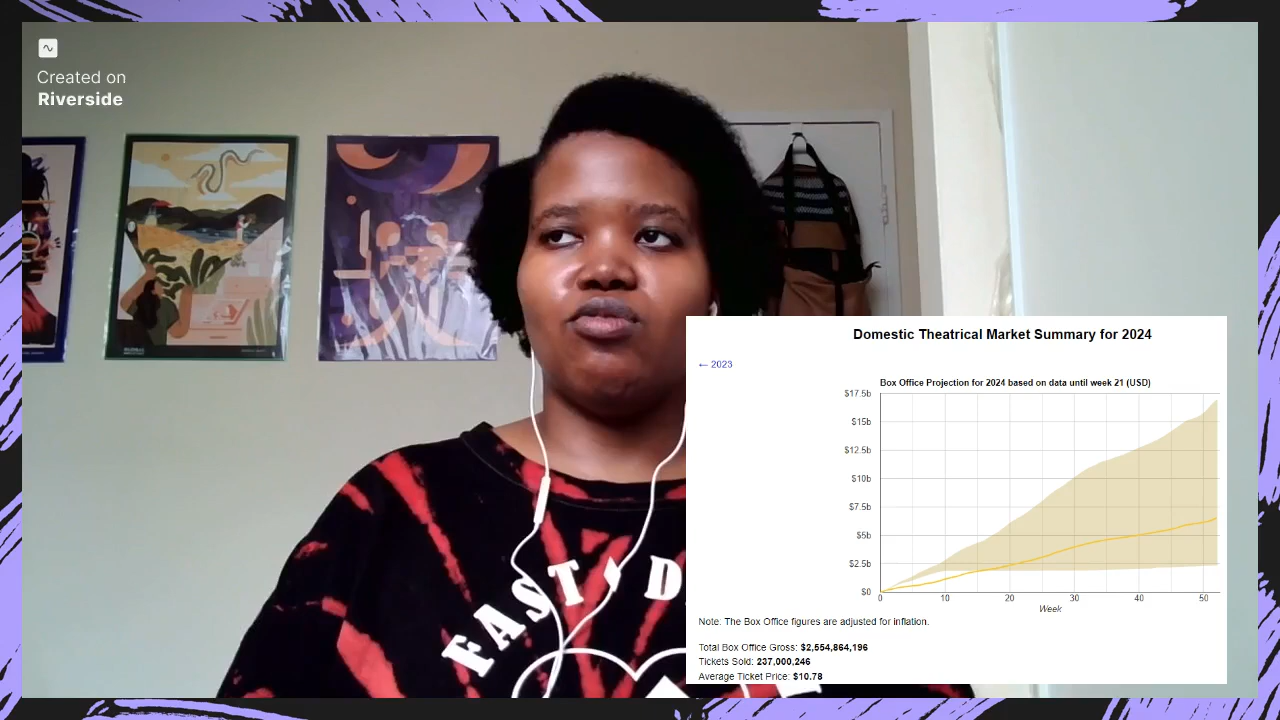 Created on
Riverside
Domestic Theatrical Market Summary for 2024
← 2023
Box Office Projection for 2024 based on data until week 21 (USD)
$17.5b
$15b
$12.5b
$10b
$7.5b
$5b
$2.5b
$0
0 10 20 30 40 50
Week
Note: The Box Office figures are adjusted for inflation.
Total Box Office Gross: $2,554,864,196
Tickets Sold: 237,000,246
Average Ticket Price: $10.78
FAST, D